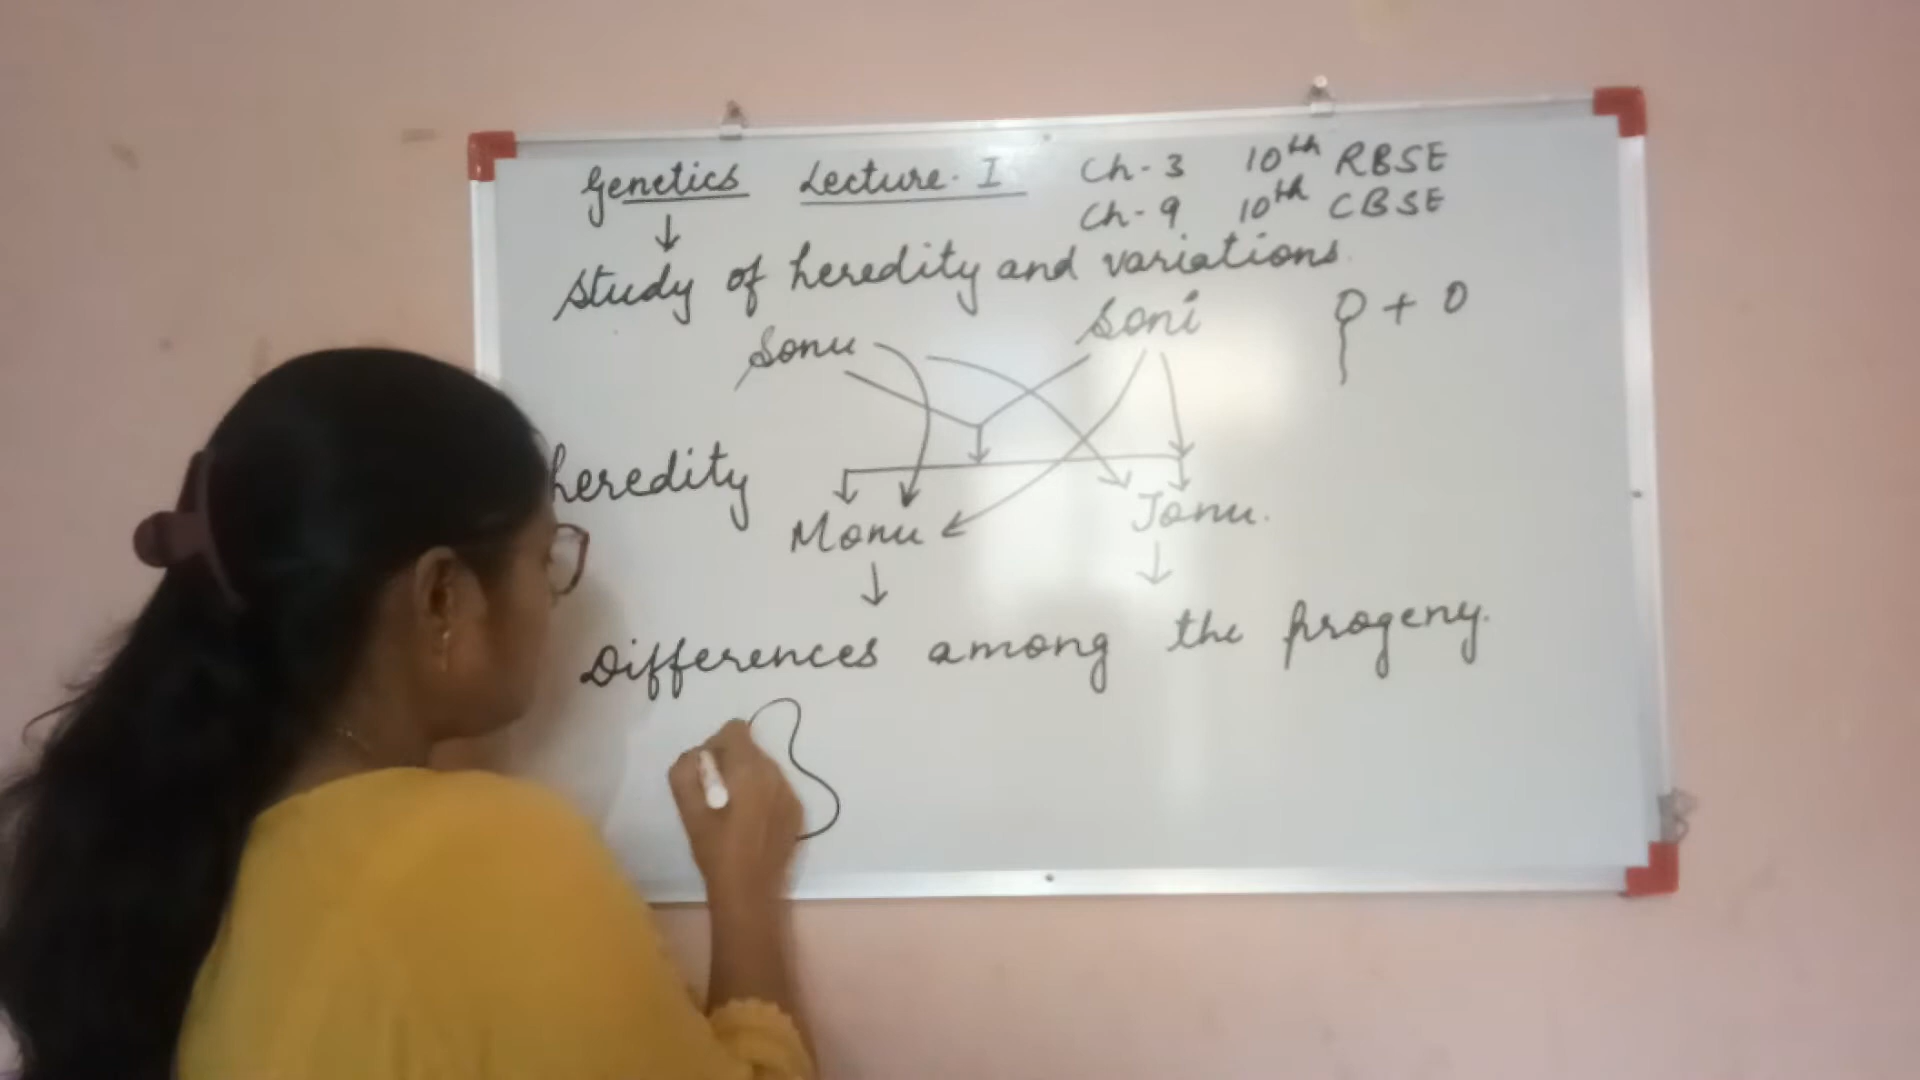 Genetics Lecture. I Ch-3 10th RBSE
Ch-9 10th CBSE
↓
Study of heredity and variations.
Sonu Soni
heredity
Monu Jonu.
↓ ↓
Differences among the progeny.